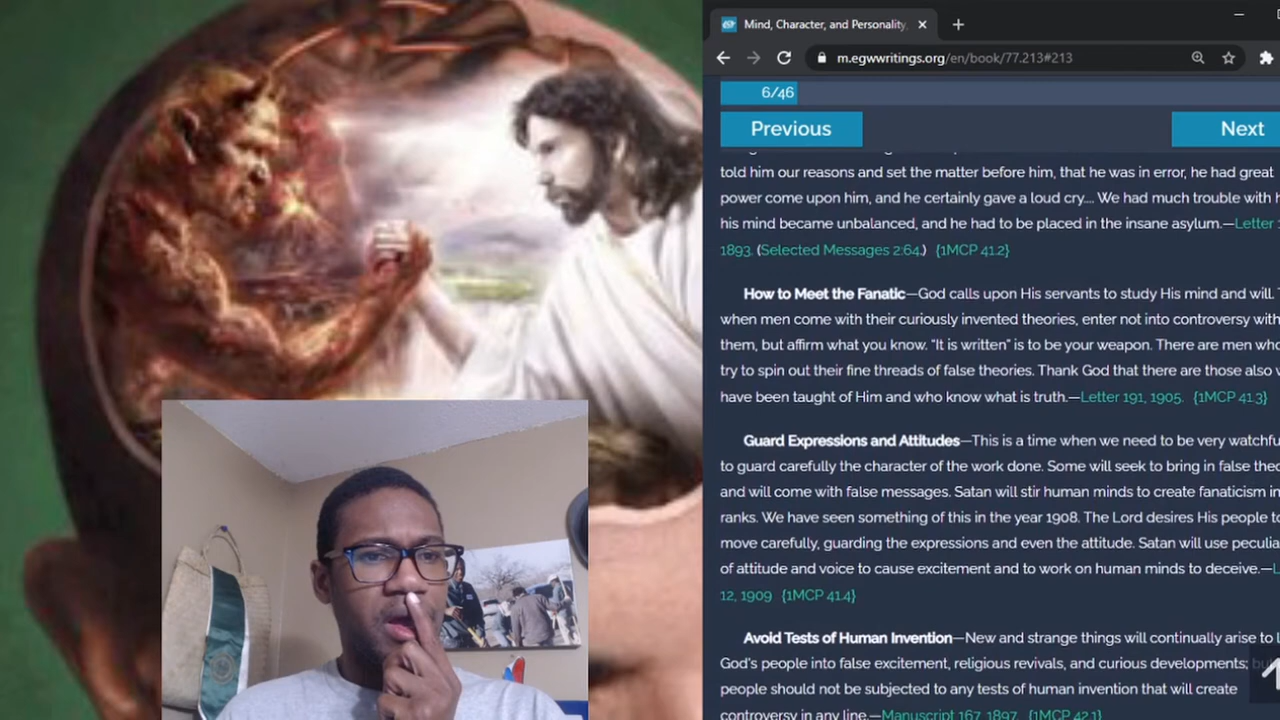 Mind, Character, and Personality,
m.egwwritings.org/en/book/77.213#213
6/46
Previous
Next
told him our reasons and set the matter before him, that he was in error, he had great
power come upon him, and he certainly gave a loud cry.... We had much trouble with
his mind became unbalanced, and he had to be placed in the insane asylum.—Letter
1893. (Selected Messages 2:64.) {1MCP 41.2}
How to Meet the Fanatic—God calls upon His servants to study His mind and will.
when men come with their curiously invented theories, enter not into controversy with
them, but affirm what you know. "It is written" is to be your weapon. There are men who
try to spin out their fine threads of false theories. Thank God that there are those also
have been taught of Him and who know what is truth.—Letter 191, 1905. {1MCP 41.3}
Guard Expressions and Attitudes—This is a time when we need to be very watchfu
to guard carefully the character of the work done. Some will seek to bring in false
and will come with false messages. Satan will stir human minds to create fanaticism in
ranks. We have seen something of this in the year 1908. The Lord desires His people to
move carefully, guarding the expressions and even the attitude. Satan will use peculia
of attitude and voice to cause excitement and to work on human minds to deceive.—L
12, 1909 {1MCP 41.4}
Avoid Tests of Human Invention—New and strange things will continually arise to
God's people into false excitement, religious revivals, and curious developments;
people should not be subjected to any tests of human invention that will create
controversy in any line.—Manuscript 167, 1897. {1MCP 42.1}